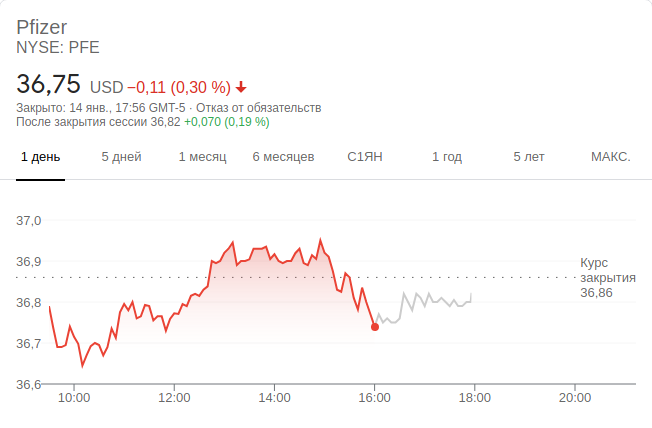 Pfizer
NYSE: PFE
36,75 USD −0,11 (0,30 %)
Закрыто: 14 янв., 17:56 GMT-5 · Отказ от обязательств
После закрытия сессии 36,82 +0,070 (0,19 %)
1 день 5 дней 1 месяц 6 месяцев С1ЯН 1 год 5 лет МАКС.
37,0
36,9
36,8
36,7
36,6
Курс
закрытия
36,86
10:00 12:00 14:00 16:00 18:00 20:00